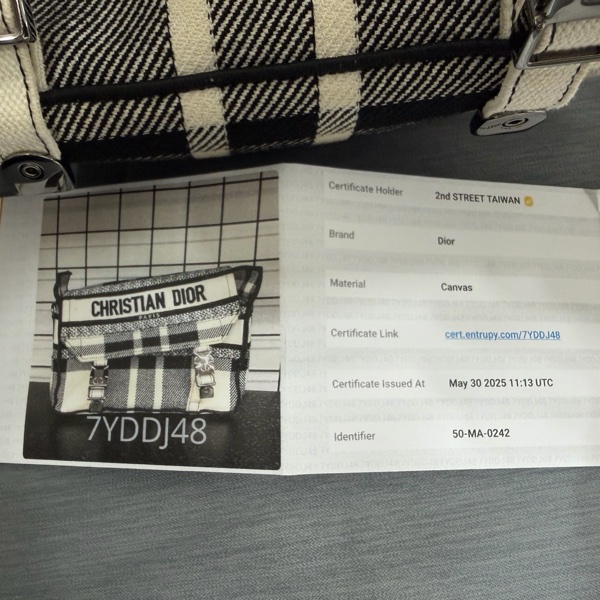 CHRISTIAN DIOR
PARIS
7YDDJ48
Certificate Holder 2nd STREET TAIWAN
Brand Dior
Material Canvas
Certificate Link cert.entrupy.com/7YDDJ48
Certificate Issued At May 30 2025 11:13 UTC
Identifier 50-MA-0242